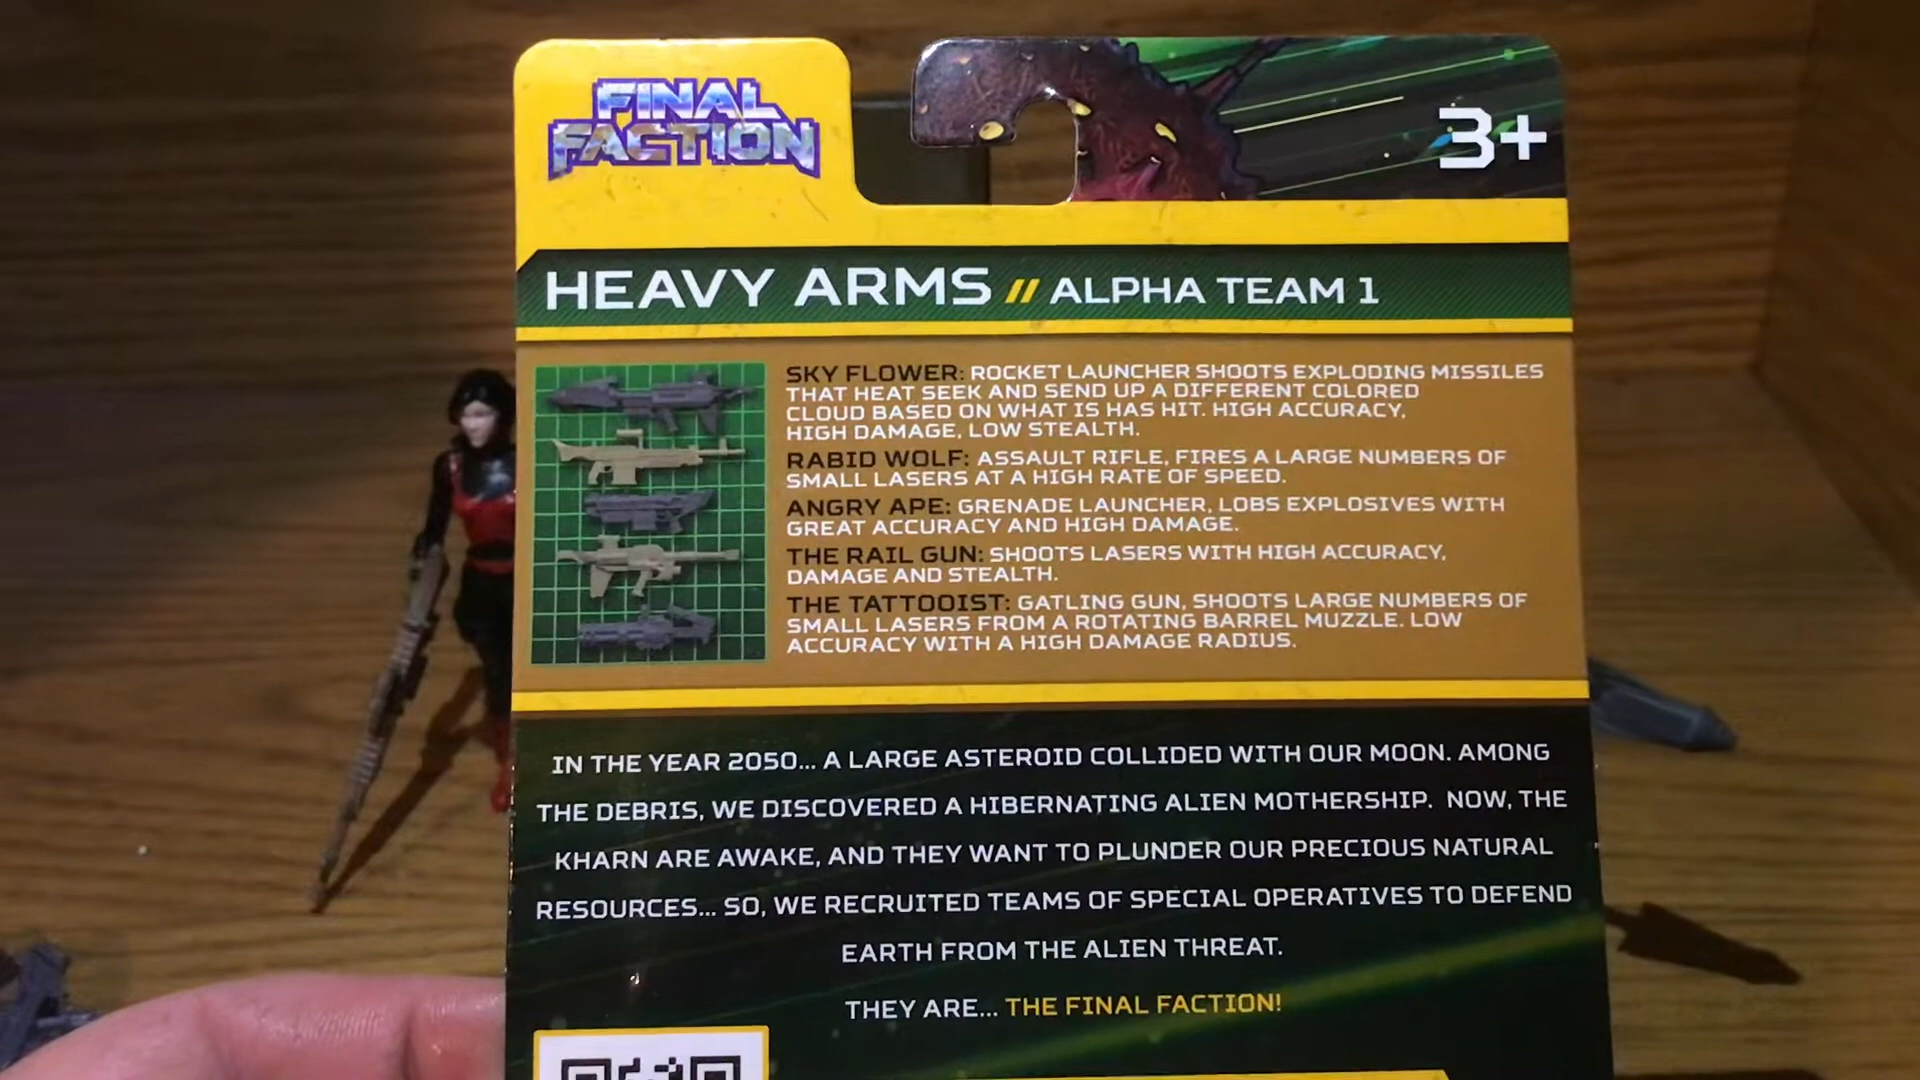 FINAL
FACTION
3+
HEAVY ARMS // ALPHA TEAM 1
SKY FLOWER: ROCKET LAUNCHER SHOOTS EXPLODING MISSILES
THAT HEAT SEEK AND SEND UP A DIFFERENT COLORED
CLOUD BASED ON WHAT IS HAS HIT. HIGH ACCURACY,
HIGH DAMAGE, LOW STEALTH.
RABID WOLF: ASSAULT RIFLE, FIRES A LARGE NUMBERS OF
SMALL LASERS AT A HIGH RATE OF SPEED.
ANGRY APE: GRENADE LAUNCHER, LOBS EXPLOSIVES WITH
GREAT ACCURACY AND HIGH DAMAGE.
THE RAIL GUN: SHOOTS LASERS WITH HIGH ACCURACY,
DAMAGE AND STEALTH.
THE TATTOOIST: GATLING GUN, SHOOTS LARGE NUMBERS OF
SMALL LASERS FROM A ROTATING BARREL MUZZLE. LOW
ACCURACY WITH A HIGH DAMAGE RADIUS.
IN THE YEAR 2050... A LARGE ASTEROID COLLIDED WITH OUR MOON. AMONG
THE DEBRIS, WE DISCOVERED A HIBERNATING ALIEN MOTHERSHIP. NOW, THE
KHARN ARE AWAKE, AND THEY WANT TO PLUNDER OUR PRECIOUS NATURAL
RESOURCES... SO, WE RECRUITED TEAMS OF SPECIAL OPERATIVES TO DEFEND
EARTH FROM THE ALIEN THREAT.
THEY ARE... THE FINAL FACTION!